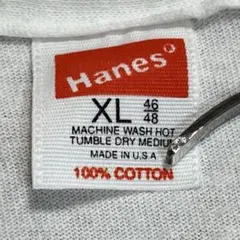 Hanes®
XL 46/48
MACHINE WASH HOT
TUMBLE DRY MEDIUM
MADE IN U.S.A
100% COTTON